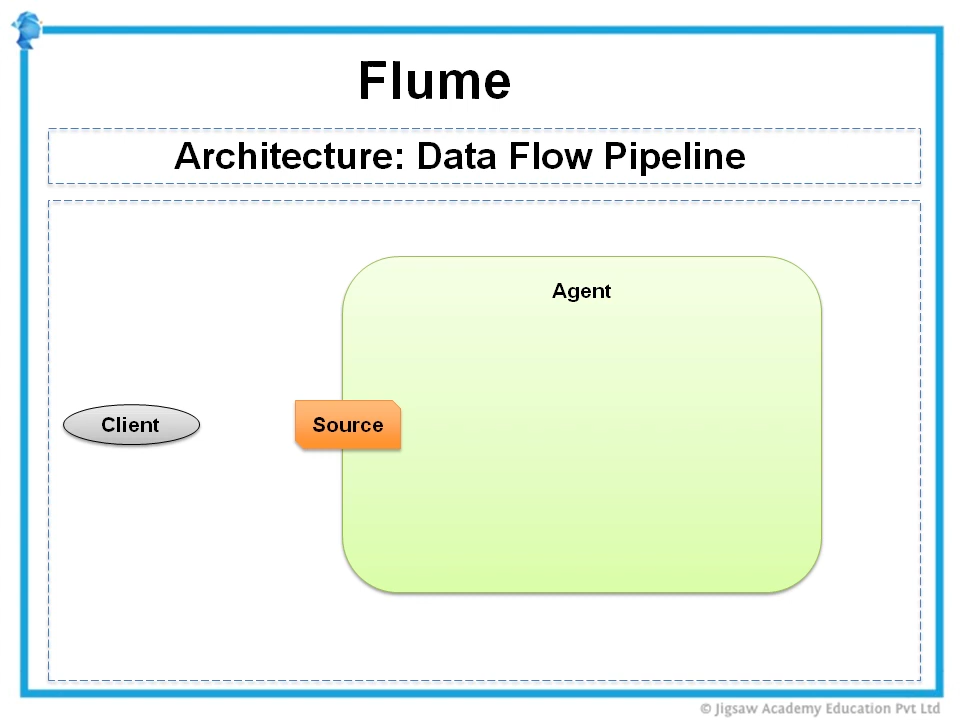 Flume
Architecture: Data Flow Pipeline
Agent
Client
Source
© Jigsaw Academy Education Pvt Ltd